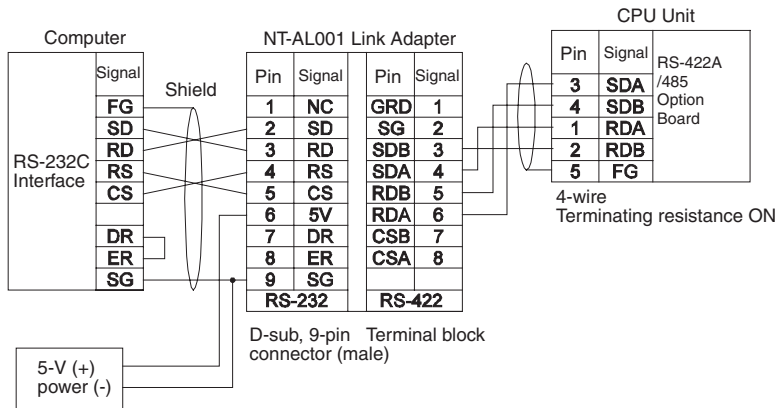 CPU Unit
Computer
NT-AL001 Link Adapter
Pin Signal
RS-422A
/485
Option
Board
3 SDA
4 SDB
1 RDA
2 RDB
5 FG
4-wire
Terminating resistance ON
Signal
Shield
RS-232C
Interface
FG
SD
RD
RS
CS
DR
ER
SG
Pin Signal Pin Signal
1 NC GRD 1
2 SD SG 2
3 RD SDB 3
4 RS SDA 4
5 CS RDB 5
6 5V RDA 6
7 DR CSB 7
8 ER CSA 8
9 SG
RS-232 RS-422
D-sub, 9-pin
connector (male)
Terminal block
5-V (+)
power (-)